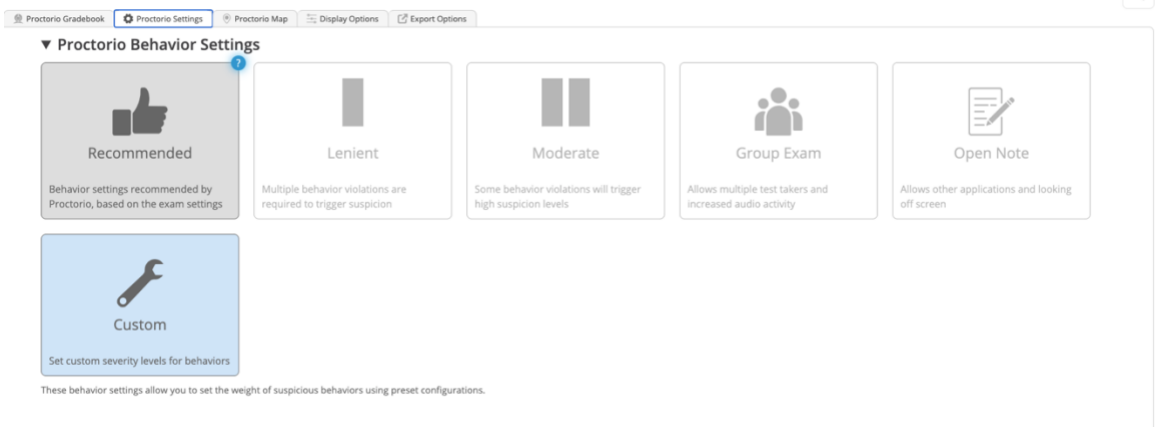 Proctorio Gradebook Proctorio Settings Proctorio Map Display Options Export Options
▼ Proctorio Behavior Settings
?
Recommended
Behavior settings recommended by
Proctorio, based on the exam settings
Lenient
Multiple behavior violations are
required to trigger suspicion
Moderate
Some behavior violations will trigger
high suspicion levels
Group Exam
Allows multiple test takers and
increased audio activity
Open Note
Allows other applications and looking
off screen
Custom
Set custom severity levels for behaviors
These behavior settings allow you to set the weight of suspicious behaviors using preset configurations.